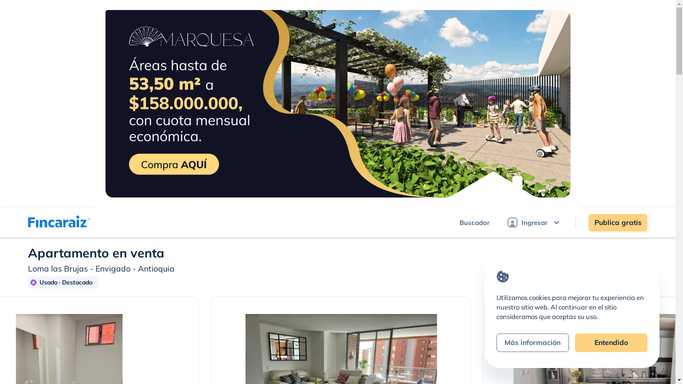 MARQUESA
Áreas hasta de
53,50 m² a
$158.000.000,
con cuota mensual
económica.
Compra AQUÍ
Fincaraiz
Buscador
Ingresar
Publica gratis
Apartamento en venta
Loma las Brujas - Envigado - Antioquia
Usado · Destacado
Utilizamos cookies para mejorar tu experiencia en
nuestro sitio web. Al continuar en el sitio
consideramos que aceptas su uso.
Más información
Entendido